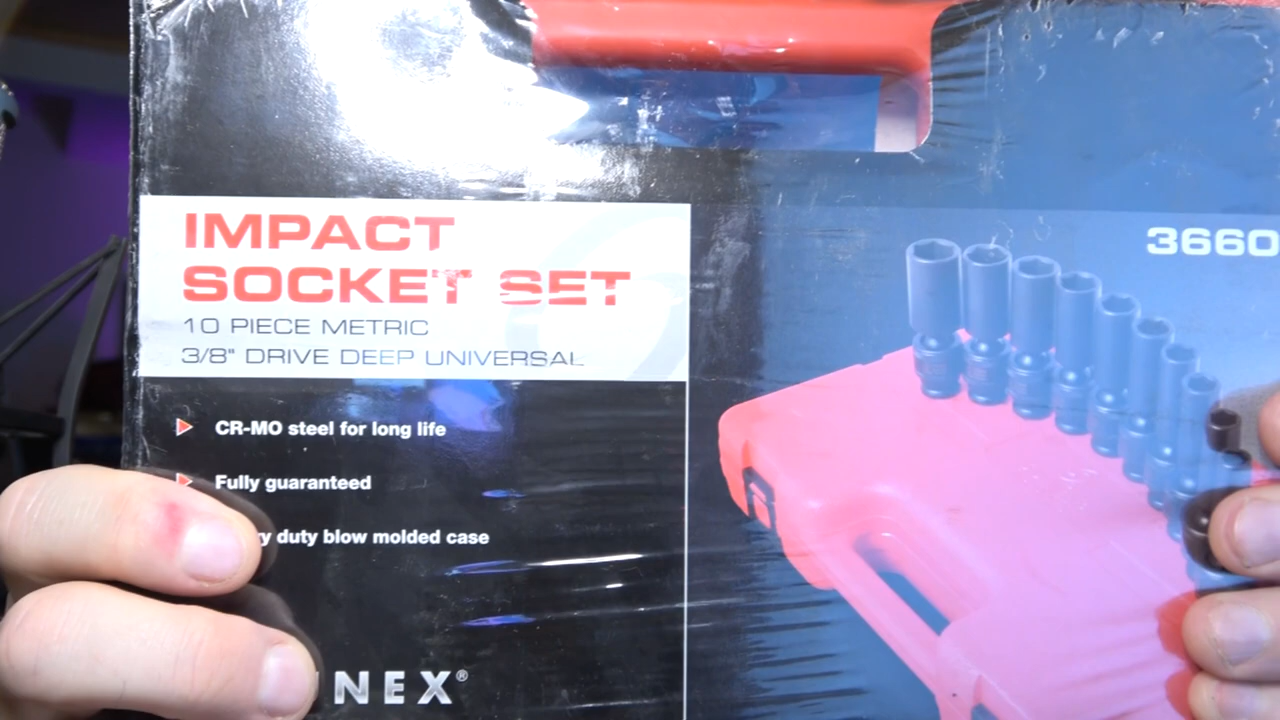 IMPACT
SOCKET SET
10 PIECE METRIC
3/8" DRIVE DEEP UNIVERSAL
3660
CR-MO steel for long life
Fully guaranteed
duty blow molded case
NEX®